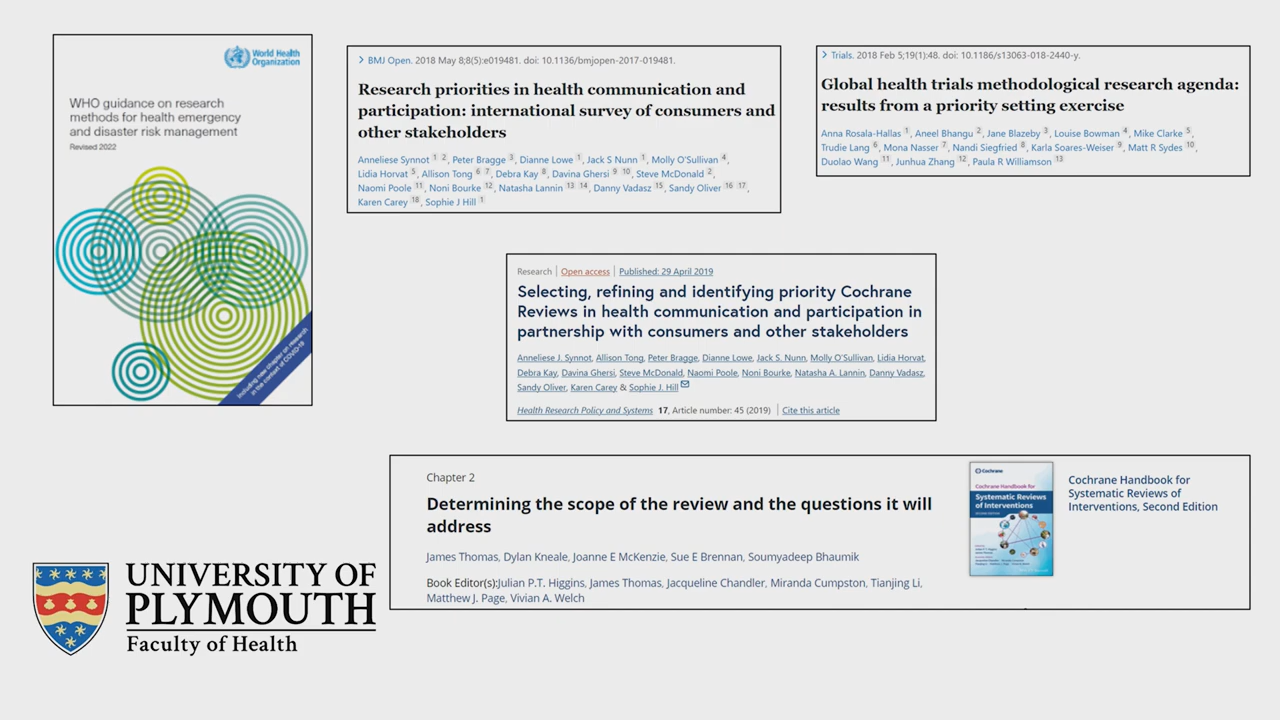 World Health
Organization
WHO guidance on research
methods for health emergency
and disaster risk management
Revised 2022
Including new chapter on research
in the context of COVID-19
BMJ Open. 2018 May 8;8(5):e019481. doi: 10.1136/bmjopen-2017-019481.
Research priorities in health communication and
participation: international survey of consumers and
other stakeholders
Anneliese Synnot 1 2, Peter Bragge 3, Dianne Lowe 1, Jack S Nunn 1, Molly O'Sullivan 4,
Lidia Horvat 5, Allison Tong 6 7, Debra Kay 8, Davina Ghersi 9 10, Steve McDonald 2,
Naomi Poole 11, Noni Bourke 12, Natasha Lannin 13 14, Danny Vadasz 15, Sandy Oliver 16 17,
Karen Carey 18, Sophie J Hill 1
Trials. 2018 Feb 5;19(1):48. doi: 10.1186/s13063-018-2440-y.
Global health trials methodological research agenda:
results from a priority setting exercise
Anna Rosala-Hallas 1, Aneel Bhangu 2, Jane Blazeby 3, Louise Bowman 4, Mike Clarke 5,
Trudie Lang 6, Mona Nasser 7, Nandi Siegfried 8, Karla Soares-Weiser 9, Matt R Sydes 10,
Duolao Wang 11, Junhua Zhang 12, Paula R Williamson 13
Research | Open access | Published: 29 April 2019
Selecting, refining and identifying priority Cochrane
Reviews in health communication and participation in
partnership with consumers and other stakeholders
Anneliese J. Synnot, Allison Tong, Peter Bragge, Dianne Lowe, Jack S. Nunn, Molly O'Sullivan, Lidia Horvat,
Debra Kay, Davina Ghersi, Steve McDonald, Naomi Poole, Noni Bourke, Natasha A. Lannin, Danny Vadasz,
Sandy Oliver, Karen Carey & Sophie J. Hill
Health Research Policy and Systems 17, Article number: 45 (2019) | Cite this article
Chapter 2
Determining the scope of the review and the questions it will
address
James Thomas, Dylan Kneale, Joanne E McKenzie, Sue E Brennan, Soumyadeep Bhaumik
Book Editor(s):Julian P.T. Higgins, James Thomas, Jacqueline Chandler, Miranda Cumpston, Tianjing Li,
Matthew J. Page, Vivian A. Welch
Cochrane
Cochrane Handbook for
Systematic Reviews
of Interventions
Cochrane Handbook for
Systematic Reviews of
Interventions, Second Edition
UNIVERSITY OF
PLYMOUTH
Faculty of Health